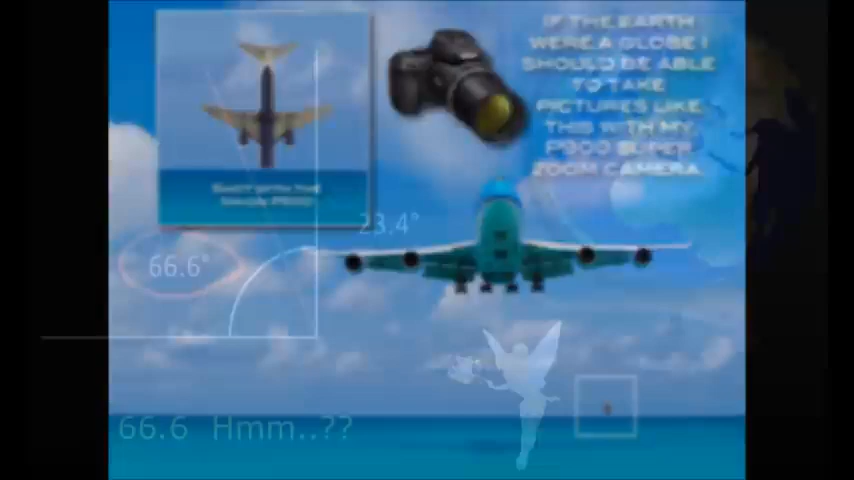 IF THE EARTH
WERE A GLOBE I
SHOULD BE ABLE
TO TAKE
PICTURES LIKE
THIS WITH MY
P900 SUPER
ZOOM CAMERA
23.4°
66.6°
66.6 Hmm..??